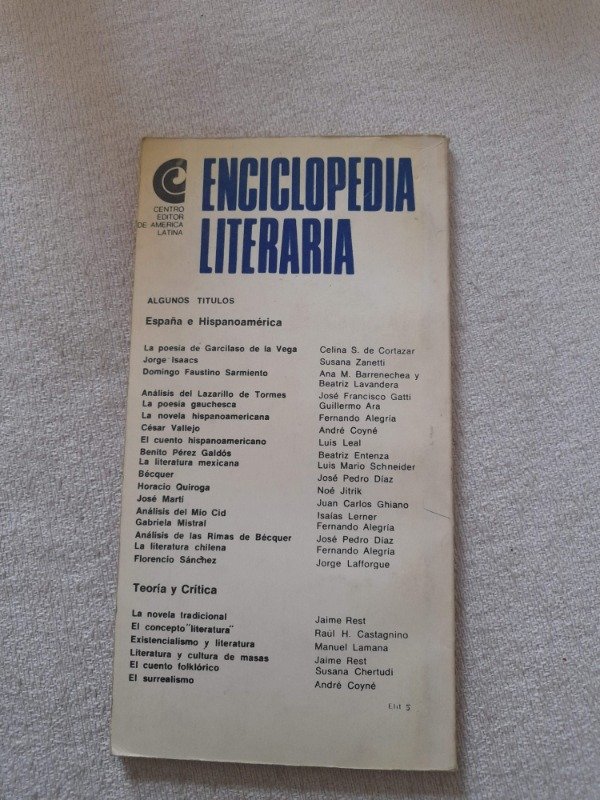 CENTRO
EDITOR
DE AMERICA
LATINA
ENCICLOPEDIA
LITERARIA
ALGUNOS TITULOS
España e Hispanoamérica
La poesía de Garcilaso de la Vega Celina S. de Cortazar
Jorge Isaacs Susana Zanetti
Domingo Faustino Sarmiento Ana M. Barrenechea y
Beatriz Lavandera
Análisis del Lazarillo de Tormes José Francisco Gatti
La poesía gauchesca Guillermo Ara
La novela hispanoamericana Fernando Alegría
César Vallejo André Coyné
El cuento hispanoamericano Luis Leal
Benito Pérez Galdós Beatriz Entenza
La literatura mexicana Luis Mario Schneider
Bécquer José Pedro Díaz
Horacio Quiroga Noé Jitrik
José Martí Juan Carlos Ghiano
Análisis del Mio Cid Isaías Lerner
Gabriela Mistral Fernando Alegría
Análisis de las Rimas de Bécquer José Pedro Díaz
La literatura chilena Fernando Alegría
Florencio Sánchez Jorge Lafforgue
Teoría y Crítica
La novela tradicional Jaime Rest
El concepto "literatura" Raúl H. Castagnino
Existencialismo y literatura Manuel Lamana
Literatura y cultura de masas Jaime Rest
El cuento folklórico Susana Chertudi
El surrealismo André Coyné
5